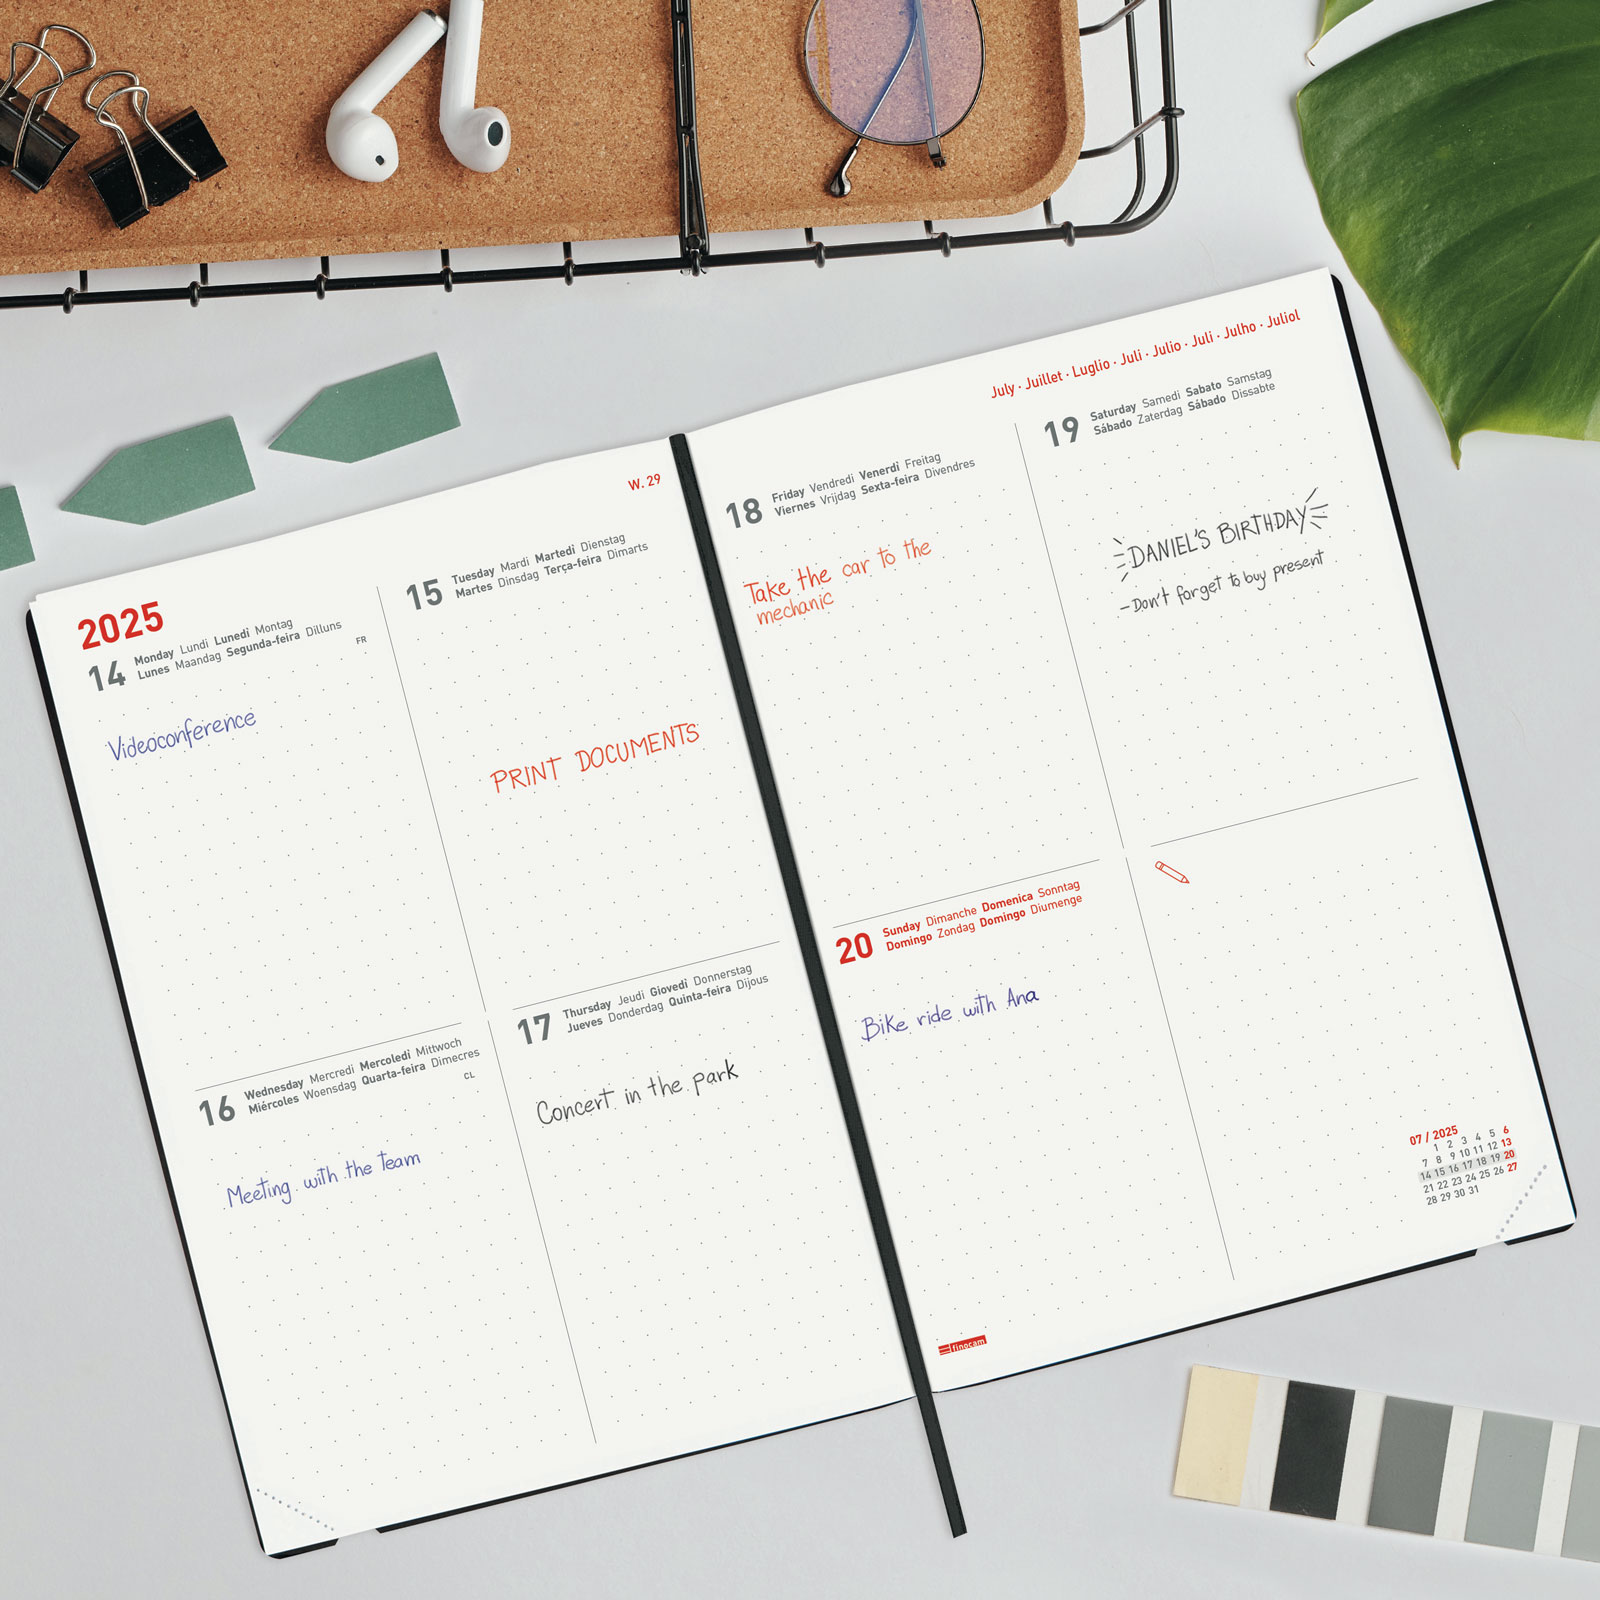 2025
W. 29
14 Monday Lundi Lunedì Montag
Lunes Maandag Segunda-feira Dilluns
FR
Videoconference
15 Tuesday Mardi Martedì Dienstag
Martes Dinsdag Terça-feira Dimarts
PRINT DOCUMENTS
16 Wednesday Mercredi Mercoledì Mittwoch
Miércoles Woensdag Quarta-feira Dimecres
CL
Meeting with the team
17 Thursday Jeudi Giovedì Donnerstag
Jueves Donderdag Quinta-feira Dijous
Concert in the park
July · Juillet · Luglio · Juli · Julio · Juli · Julho · Juliol
18 Friday Vendredi Venerdì Freitag
Viernes Vrijdag Sexta-feira Divendres
Take the car to the
mechanic
19 Saturday Samedi Sabato Samstag
Sábado Zaterdag Sábado Dissabte
DANIEL'S BIRTHDAY
-Don't forget to buy present
20 Sunday Dimanche Domenica Sonntag
Domingo Zondag Domingo Diumenge
Bike ride with Ana
07 / 2025
1 2 3 4 5 6
7 8 9 10 11 12 13
14 15 16 17 18 19 20
21 22 23 24 25 26 27
28 29 30 31
finocam